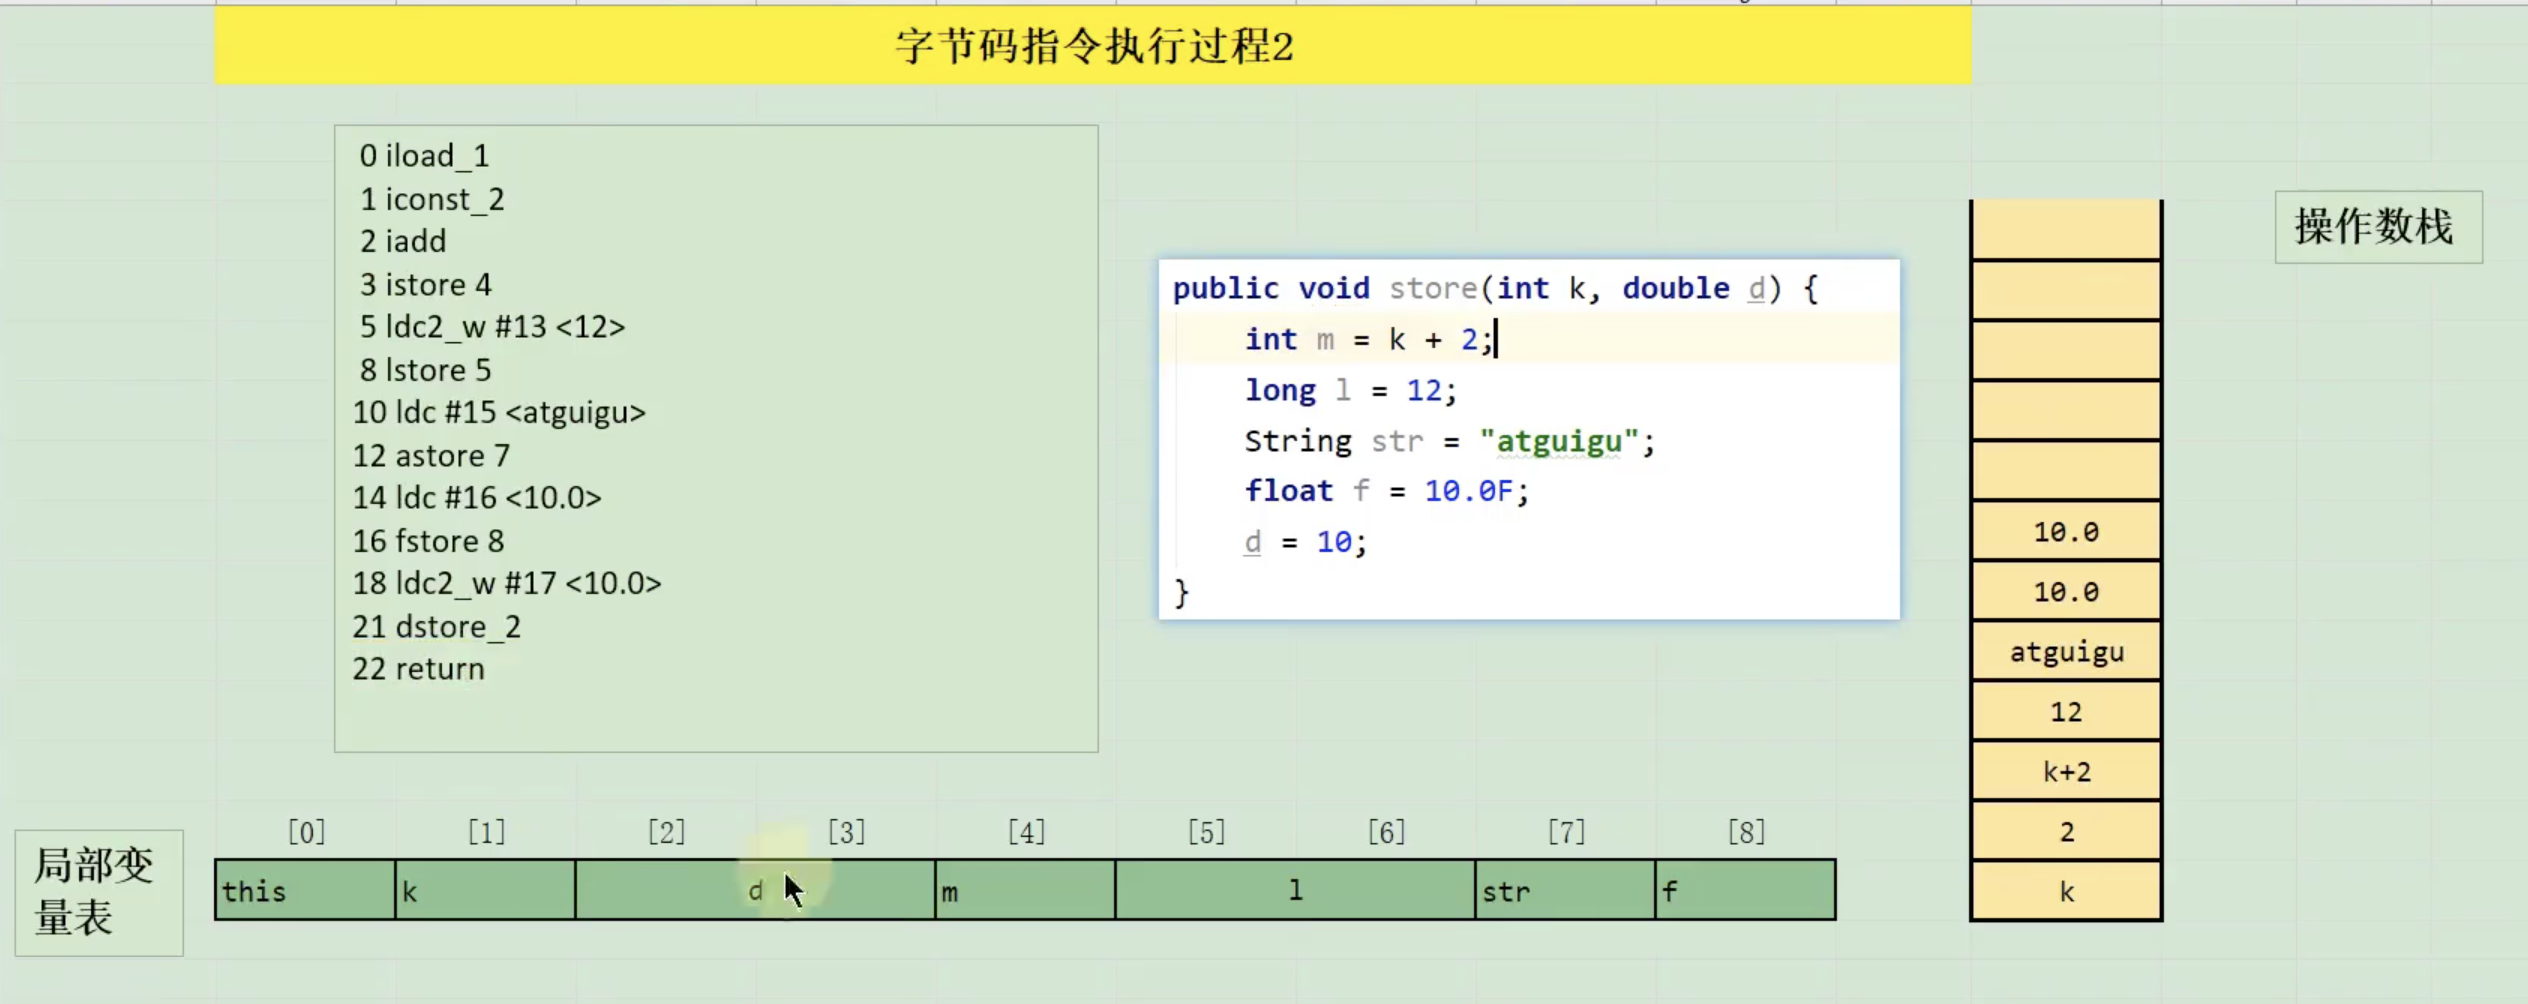 字节码指令执行过程2
0 iload_1
1 iconst_2
2 iadd
3 istore 4
5 ldc2_w #13 <12>
8 lstore 5
10 ldc #15 <atguigu>
12 astore 7
14 ldc #16 <10.0>
16 fstore 8
18 ldc2_w #17 <10.0>
21 dstore_2
22 return
public void store(int k, double d) {
int m = k + 2;
long l = 12;
String str = "atguigu";
float f = 10.0F;
d = 10;
}
操作数栈
10.0
10.0
atguigu
12
k+2
2
k
局部变
量表
[0] [1] [2] [3] [4] [5] [6] [7] [8]
this k d m l str f